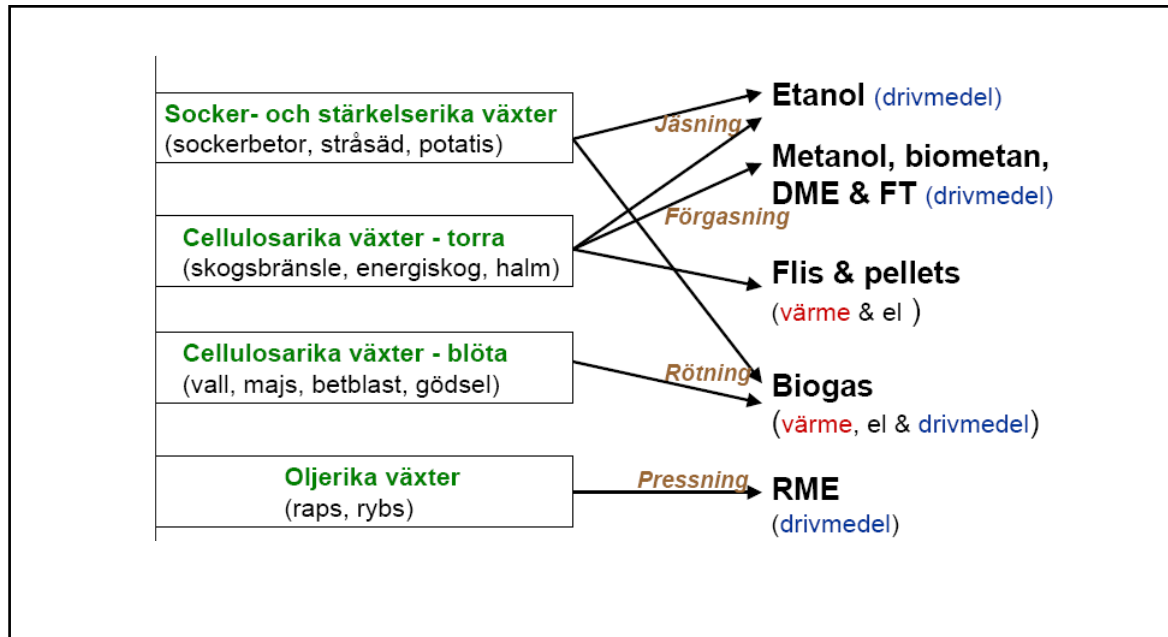 Socker- och stärkelserika växter
(sockerbetor, stråsäd, potatis)
Cellulosarika växter - torra
(skogsbränsle, energiskog, halm)
Cellulosarika växter - blöta
(vall, majs, betblast, gödsel)
Oljerika växter
(raps, rybs)
Jäsning
Förgasning
Rötning
Pressning
Etanol (drivmedel)
Metanol, biometan,
DME & FT (drivmedel)
Flis & pellets
(värme & el )
Biogas
(värme, el & drivmedel)
RME
(drivmedel)